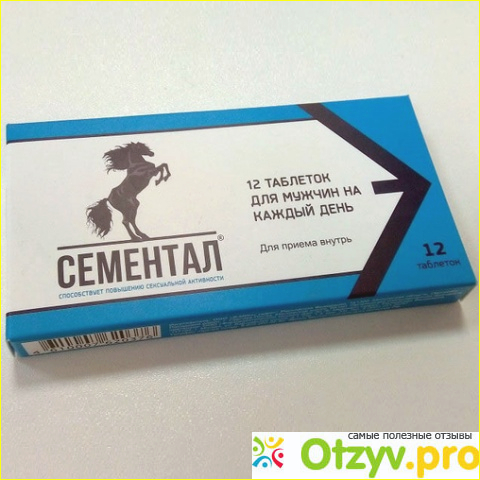 СЕМЕНТАЛ®
СПОСОБСТВУЕТ ПОВЫШЕНИЮ СЕКСУАЛЬНОЙ АКТИВНОСТИ
12 ТАБЛЕТОК
ДЛЯ МУЖЧИН НА
КАЖДЫЙ ДЕНЬ
Для приема внутрь
12
таблеток
самые полезные отзывы
Otzyv.pro